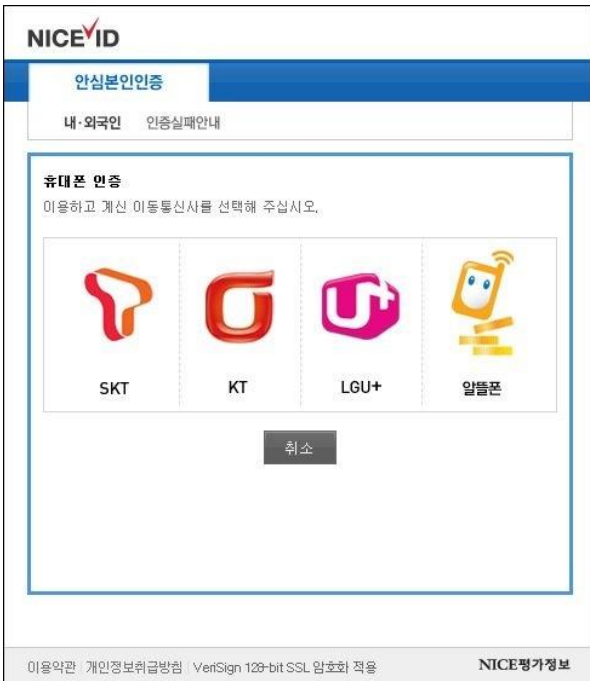 NICE ID
안심본인인증
내·외국인 인증실패안내
휴대폰 인증
이용하고 계신 이동통신사를 선택해 주십시오.
SKT KT LGU+ 알뜰폰
취소
이용약관 개인정보취급방침 VeriSign 128-bit SSL 암호화 적용 NICE평가정보